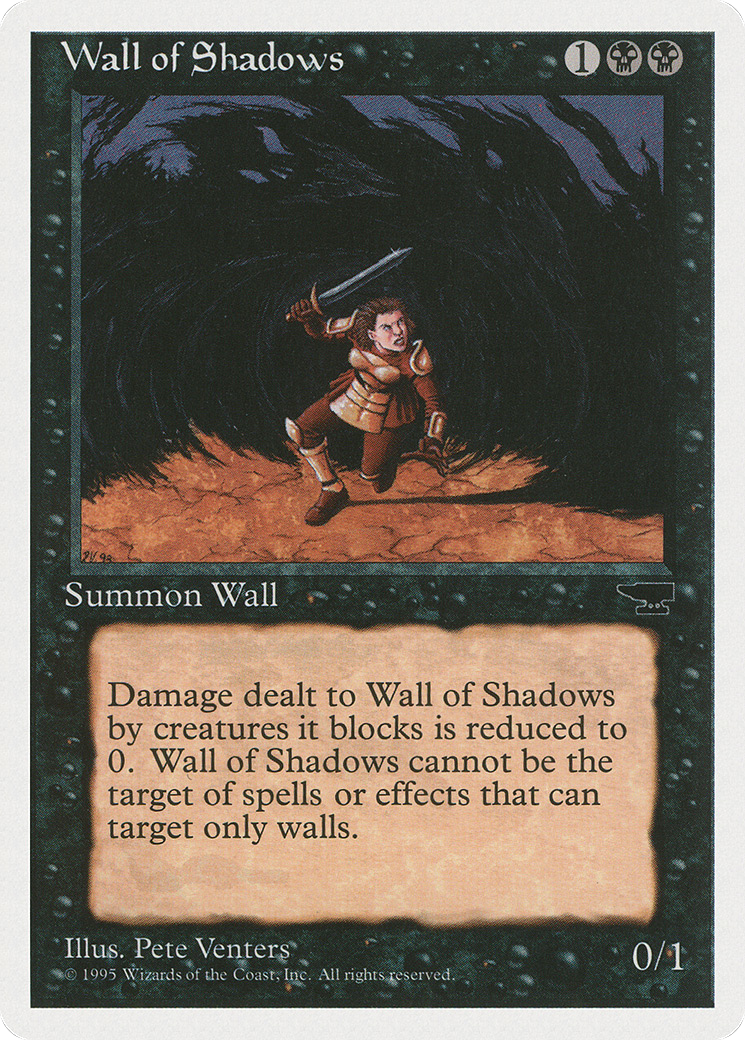 Wall of Shadows
1
PV 93
Summon Wall
Damage dealt to Wall of Shadows
by creatures it blocks is reduced to
0. Wall of Shadows cannot be the
target of spells or effects that can
target only walls.
Illus. Pete Venters
0/1
© 1995 Wizards of the Coast, Inc. All rights reserved.